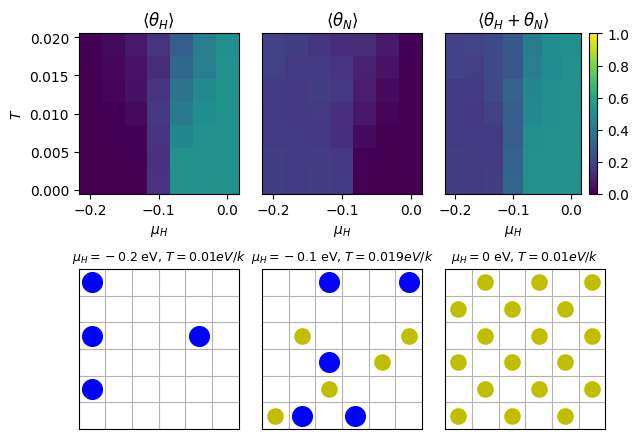 ⟨θ_H⟩ ⟨θ_N⟩ ⟨θ_H + θ_N⟩
T
0.020
0.015
0.010
0.005
0.000
−0.2 −0.1 0.0
μ_H
−0.2 −0.1 0.0
μ_H
−0.2 −0.1 0.0
μ_H
1.0
0.8
0.6
0.4
0.2
0.0
μ_H = −0.2 eV, T = 0.01eV/k
μ_H = −0.1 eV, T = 0.019eV/k
μ_H = 0 eV, T = 0.01eV/k